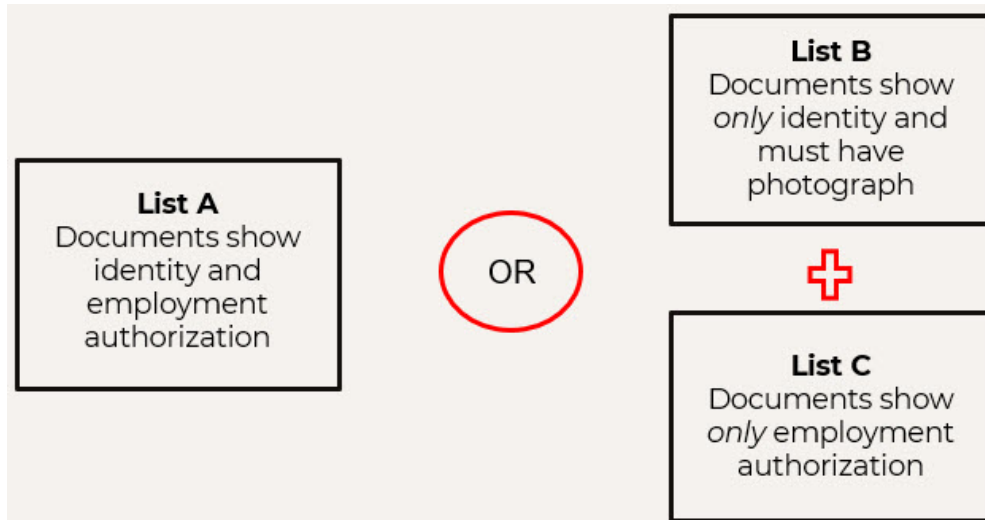 List A
Documents show
identity and
employment
authorization
OR
List B
Documents show
only identity and
must have
photograph
List C
Documents show
only employment
authorization